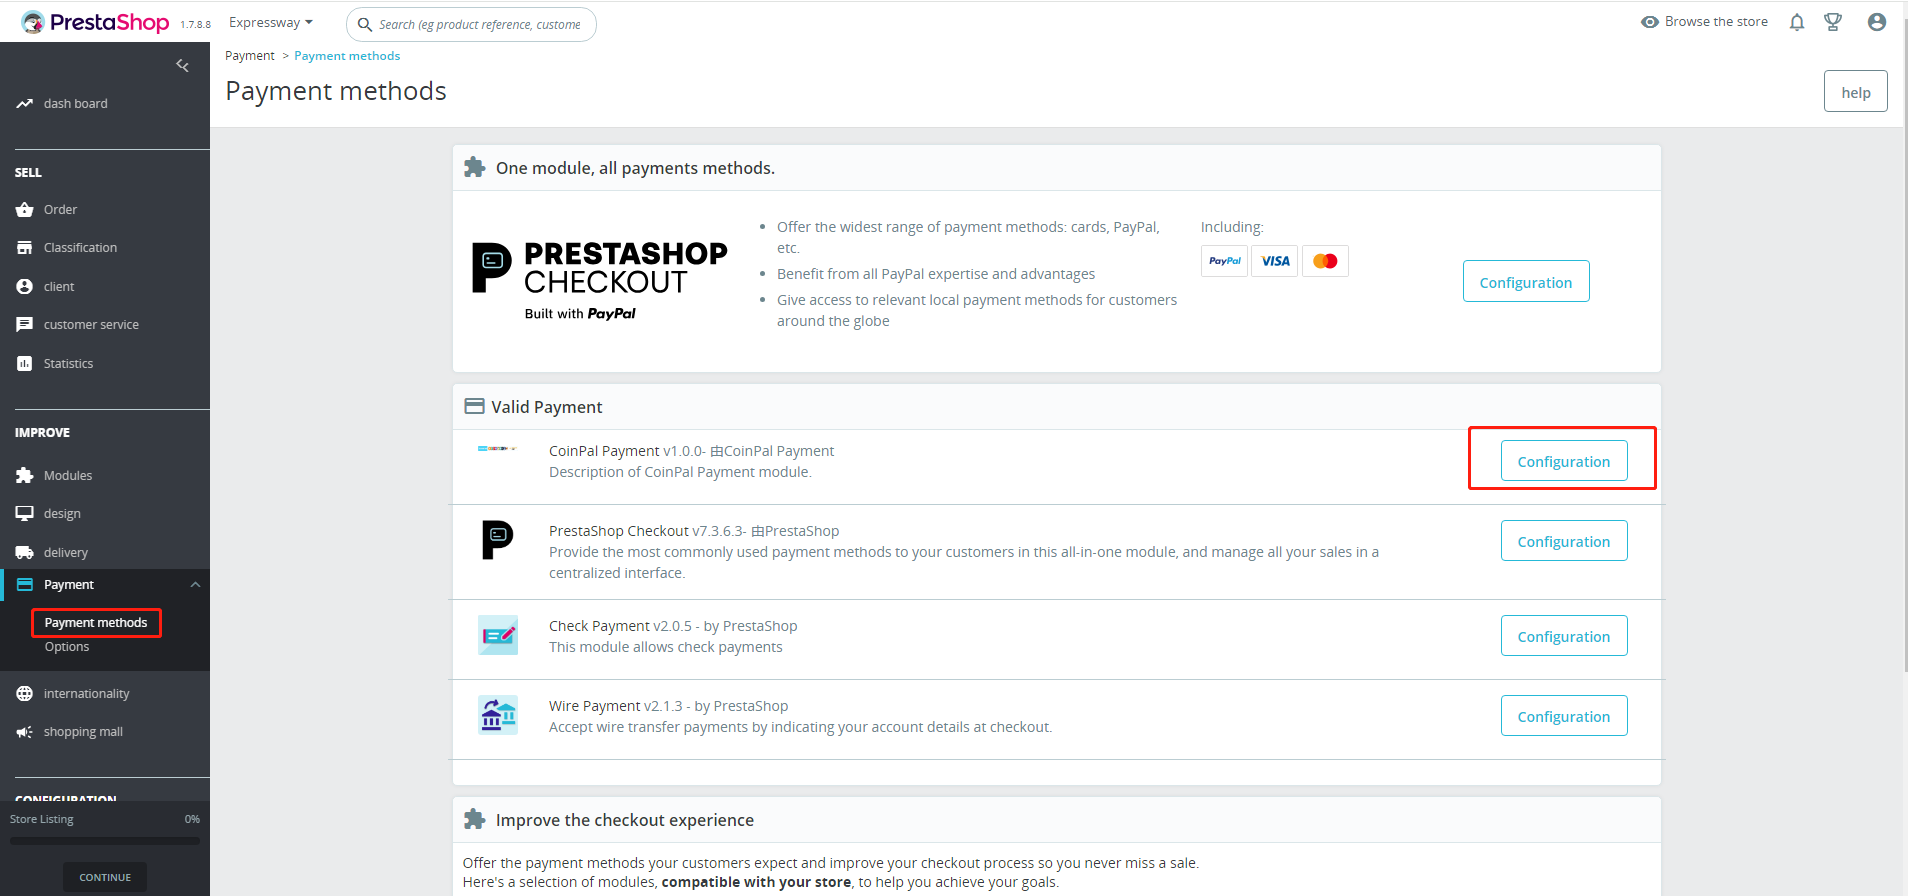 PrestaShop 1.7.8.8 Expressway Search (eg product reference, custome Browse the store
Payment > Payment methods
Payment methods
help
dash board
SELL
Order
Classification
client
customer service
Statistics
IMPROVE
Modules
design
delivery
Payment
Payment methods
Options
internationality
shopping mall
CONFIGURATION
Store Listing 0%
CONTINUE
One module, all payments methods.
PRESTASHOP
CHECKOUT
Built with PayPal
Offer the widest range of payment methods: cards, PayPal,
etc.
Benefit from all PayPal expertise and advantages
Give access to relevant local payment methods for customers
around the globe
Including:
PayPal VISA
Configuration
Valid Payment
CoinPal Payment v1.0.0- 由CoinPal Payment
Description of CoinPal Payment module.
Configuration
PrestaShop Checkout v7.3.6.3- 由PrestaShop
Provide the most commonly used payment methods to your customers in this all-in-one module, and manage all your sales in a
centralized interface.
Configuration
Check Payment v2.0.5 - by PrestaShop
This module allows check payments
Configuration
Wire Payment v2.1.3 - by PrestaShop
Accept wire transfer payments by indicating your account details at checkout.
Configuration
Improve the checkout experience
Offer the payment methods your customers expect and improve your checkout process so you never miss a sale.
Here's a selection of modules, compatible with your store, to help you achieve your goals.